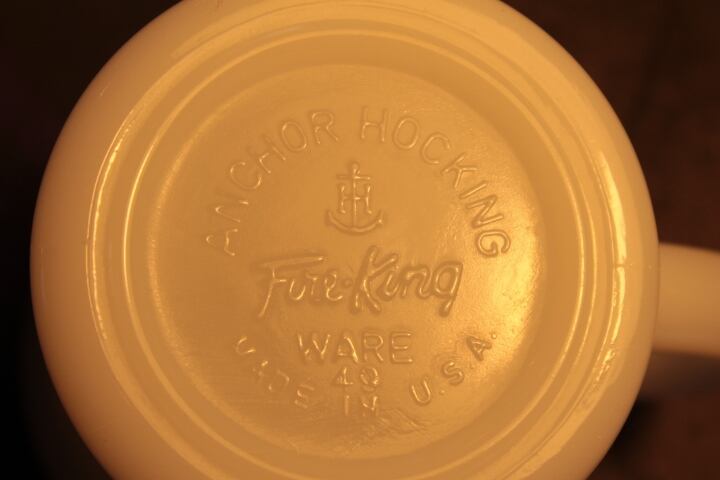 ANCHOR HOCKING
Fire-King
WARE
49
MADE IN U.S.A.